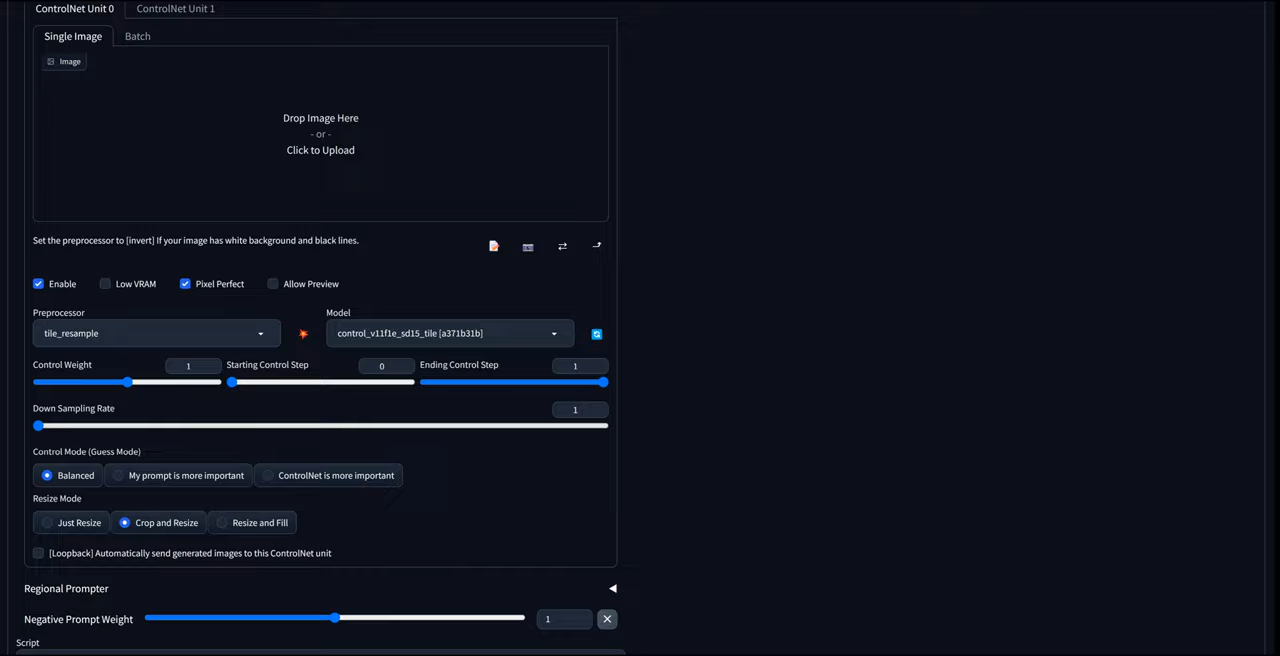 ControlNet Unit 0 ControlNet Unit 1
Single Image Batch
Image
Drop Image Here
- or -
Click to Upload
Set the preprocessor to [invert] If your image has white background and black lines.
Enable Low VRAM Pixel Perfect Allow Preview
Preprocessor Model
tile_resample control_v11f1e_sd15_tile [a371b31b]
Control Weight 1 Starting Control Step 0 Ending Control Step 1
Down Sampling Rate 1
Control Mode (Guess Mode)
Balanced My prompt is more important ControlNet is more important
Resize Mode
Just Resize Crop and Resize Resize and Fill
[Loopback] Automatically send generated images to this ControlNet unit
Regional Prompter
Negative Prompt Weight 1
Script